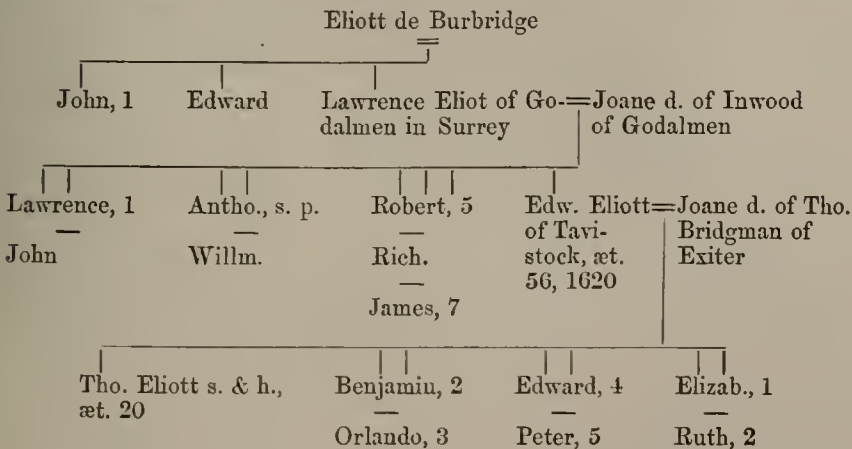 Eliott de Burbridge
John, 1 Edward Lawrence Eliot of Go-=Joane d. of Inwood
dalmen in Surrey of Godalmen
Lawrence, 1 Antho., s. p. Robert, 5 Edw. Eliott=Joane d. of Tho.
— — — of Tavi- Bridgman of
John Willm. Rich. stock, æt. Exiter
— 56, 1620
James, 7
Tho. Eliott s. & h., Benjamiu, 2 Edward, 4 Elizab., 1
æt. 20 — — —
Orlando, 3 Peter, 5 Ruth, 2